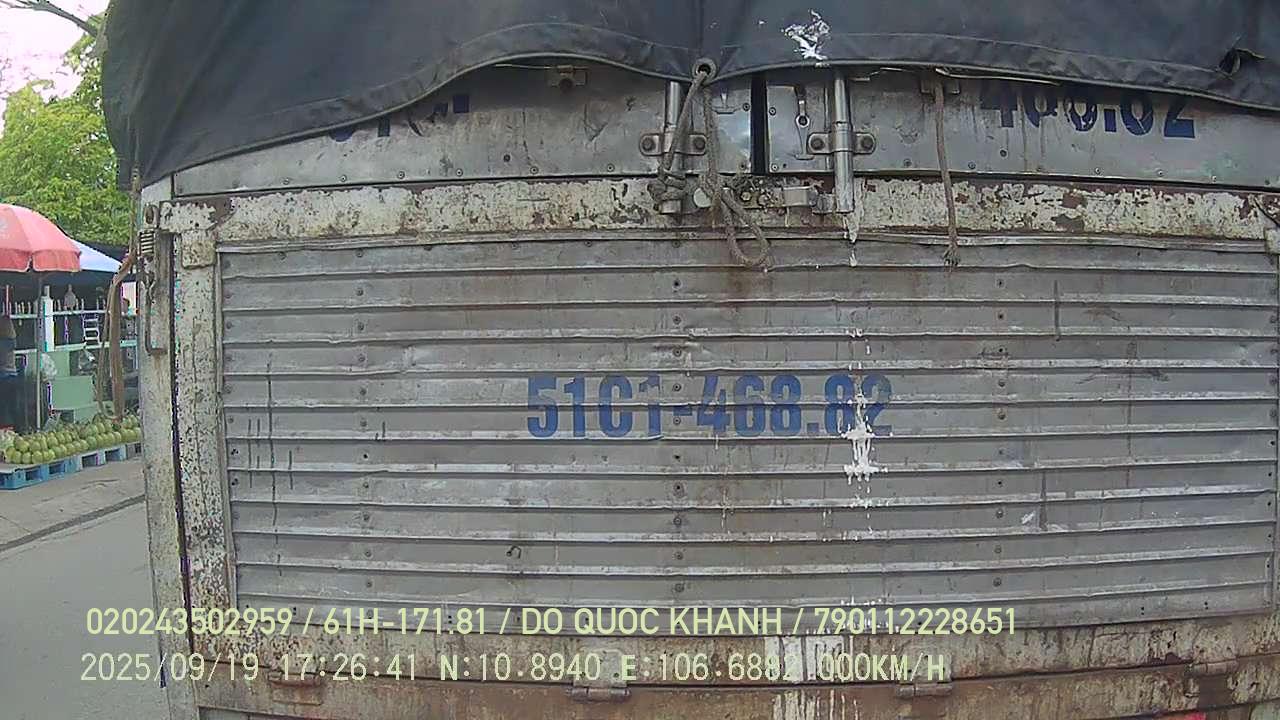 51C1-468.82
020243502959 / 61H-171.81 / DO QUOC KHANH / 790112228651
2025/09/19 17:26:41 N:10.8940 E:106.6882 000KM/H